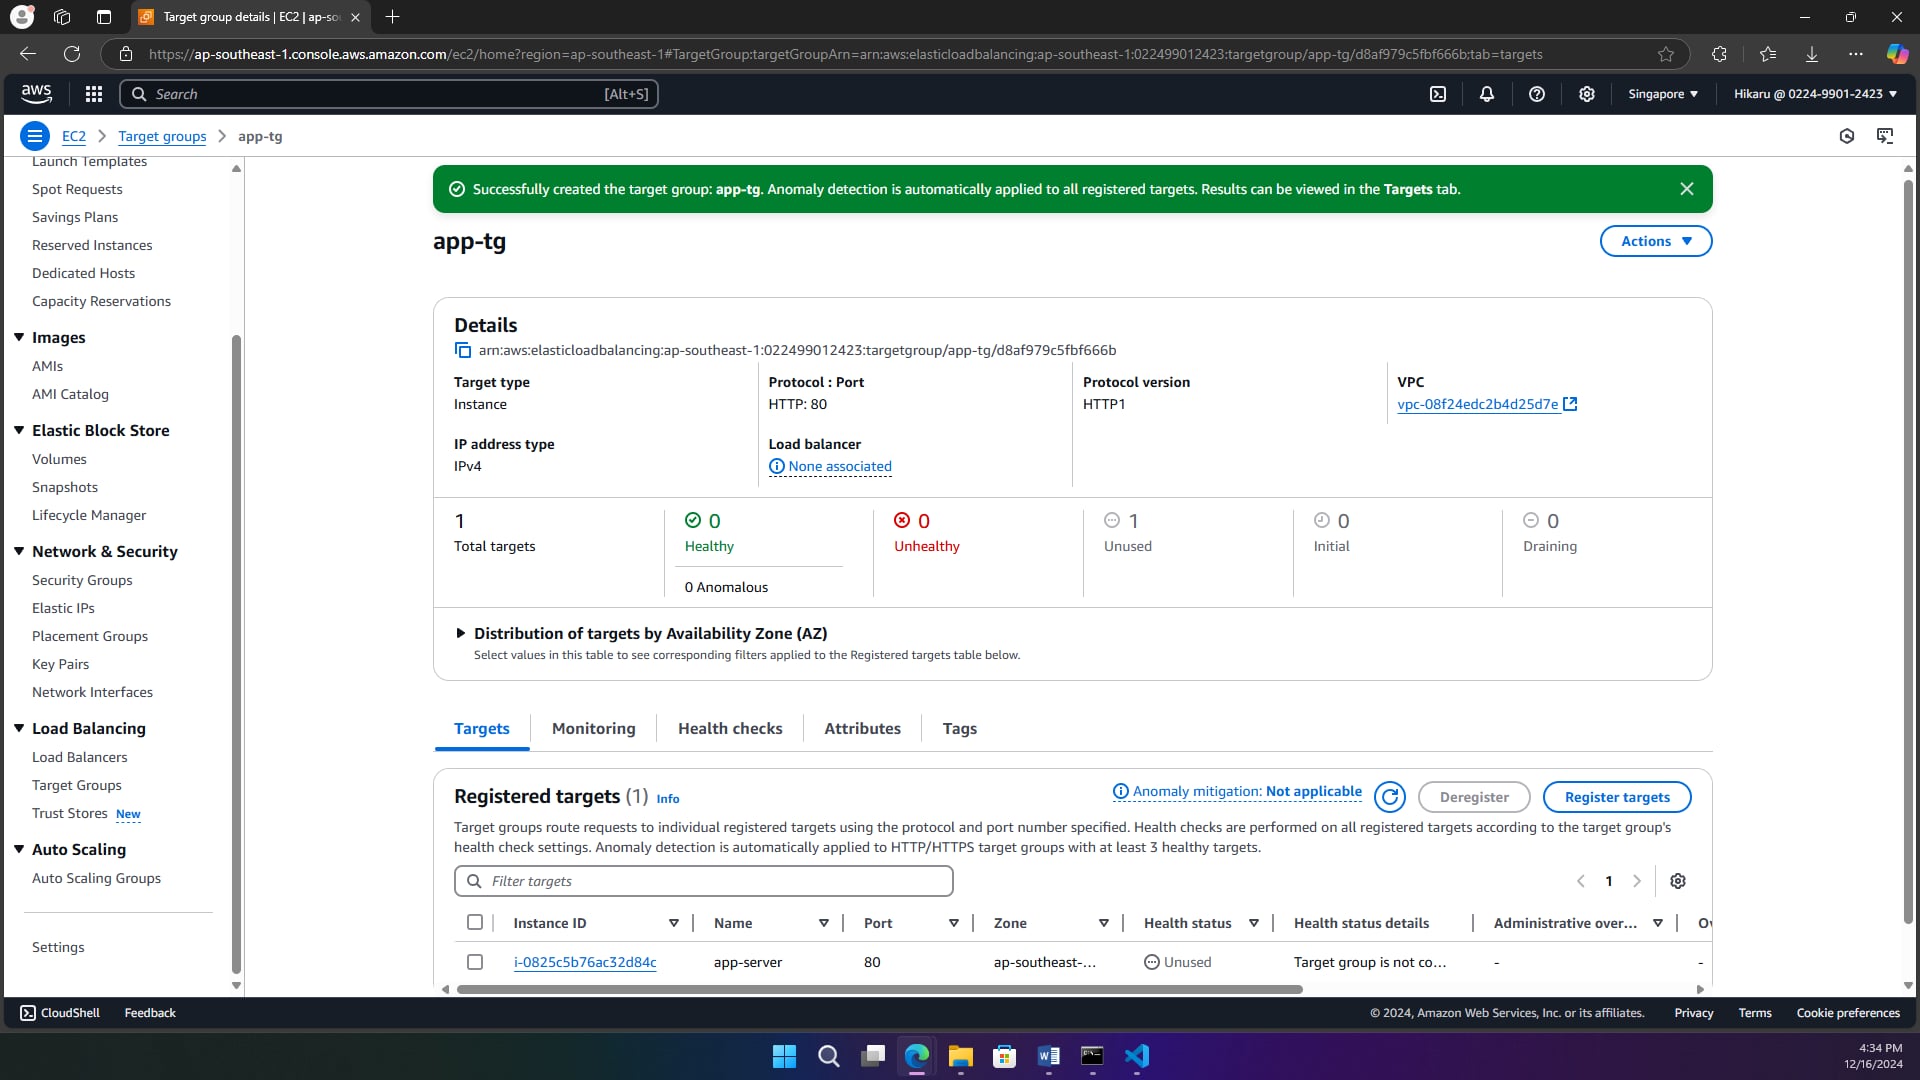 Target group details | EC2 | ap-so
https://ap-southeast-1.console.aws.amazon.com/ec2/home?region=ap-southeast-1#TargetGroup:targetGroupArn=arn:aws:elasticloadbalancing:ap-southeast-1:022499012423:targetgroup/app-tg/d8af979c5fbf666b;tab=targets
aws
Search
[Alt+S]
Singapore
Hikaru @ 0224-9901-2423
EC2
Target groups
app-tg
Launch Templates
Spot Requests
Savings Plans
Reserved Instances
Dedicated Hosts
Capacity Reservations
Images
AMIs
AMI Catalog
Elastic Block Store
Volumes
Snapshots
Lifecycle Manager
Network & Security
Security Groups
Elastic IPs
Placement Groups
Key Pairs
Network Interfaces
Load Balancing
Load Balancers
Target Groups
Trust Stores New
Auto Scaling
Auto Scaling Groups
Settings
Successfully created the target group: app-tg. Anomaly detection is automatically applied to all registered targets. Results can be viewed in the Targets tab.
app-tg
Actions
Details
arn:aws:elasticloadbalancing:ap-southeast-1:022499012423:targetgroup/app-tg/d8af979c5fbf666b
Target type
Instance
Protocol : Port
HTTP: 80
Protocol version
HTTP1
VPC
vpc-08f24edc2b4d25d7e
IP address type
IPv4
Load balancer
None associated
1
Total targets
0
Healthy
0 Anomalous
0
Unhealthy
1
Unused
0
Initial
0
Draining
Distribution of targets by Availability Zone (AZ)
Select values in this table to see corresponding filters applied to the Registered targets table below.
Targets
Monitoring
Health checks
Attributes
Tags
Registered targets (1) Info
Anomaly mitigation: Not applicable
Deregister
Register targets
Target groups route requests to individual registered targets using the protocol and port number specified. Health checks are performed on all registered targets according to the target group's
health check settings. Anomaly detection is automatically applied to HTTP/HTTPS target groups with at least 3 healthy targets.
Filter targets
1
Instance ID
Name
Port
Zone
Health status
Health status details
Administrative over...
Ov
i-0825c5b76ac32d84c
app-server
80
ap-southeast-...
Unused
Target group is not co...
-
-
CloudShell
Feedback
© 2024, Amazon Web Services, Inc. or its affiliates.
Privacy
Terms
Cookie preferences
4:34 PM
12/16/2024